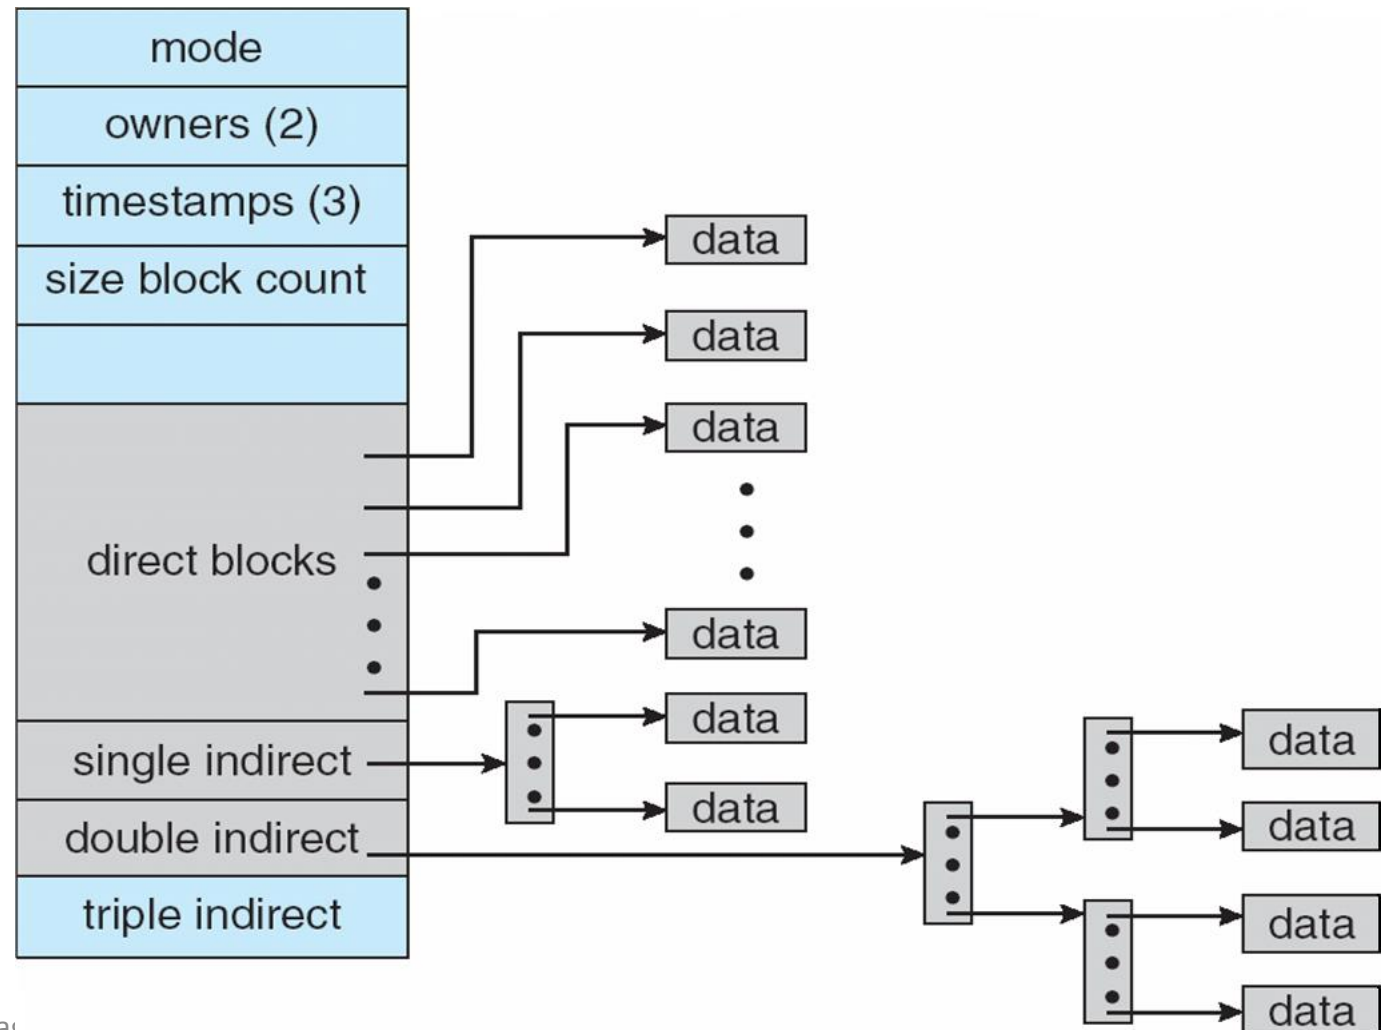 mode
owners (2)
timestamps (3)
data
size block count
data
data
direct blocks
data
data
single indirect
data
data
double indirect
data
triple indirect
data
data